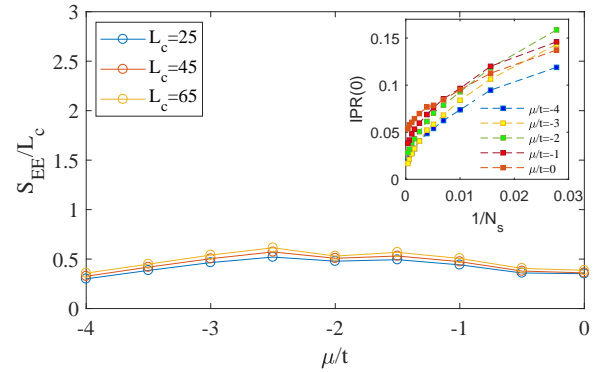 3
2.5
2
1.5
1
0.5
0
S_EE/L_c
L_c=25
L_c=45
L_c=65
0.15
0.1
0.05
0
IPR(0)
μ/t=-4
μ/t=-3
μ/t=-2
μ/t=-1
μ/t=0
0 0.01 0.02 0.03
1/N_s
-4 -3 -2 -1 0
μ/t